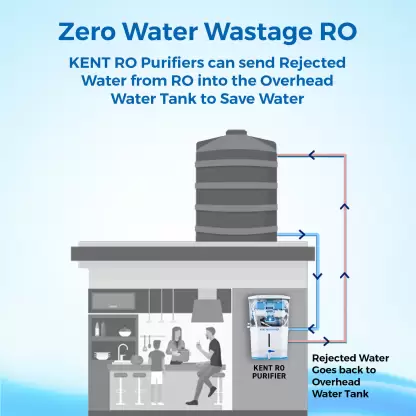 Zero Water Wastage RO
KENT RO Purifiers can send Rejected
Water from RO into the Overhead
Water Tank to Save Water
KENT RO
PURIFIER
Rejected Water
Goes back to
Overhead
Water Tank